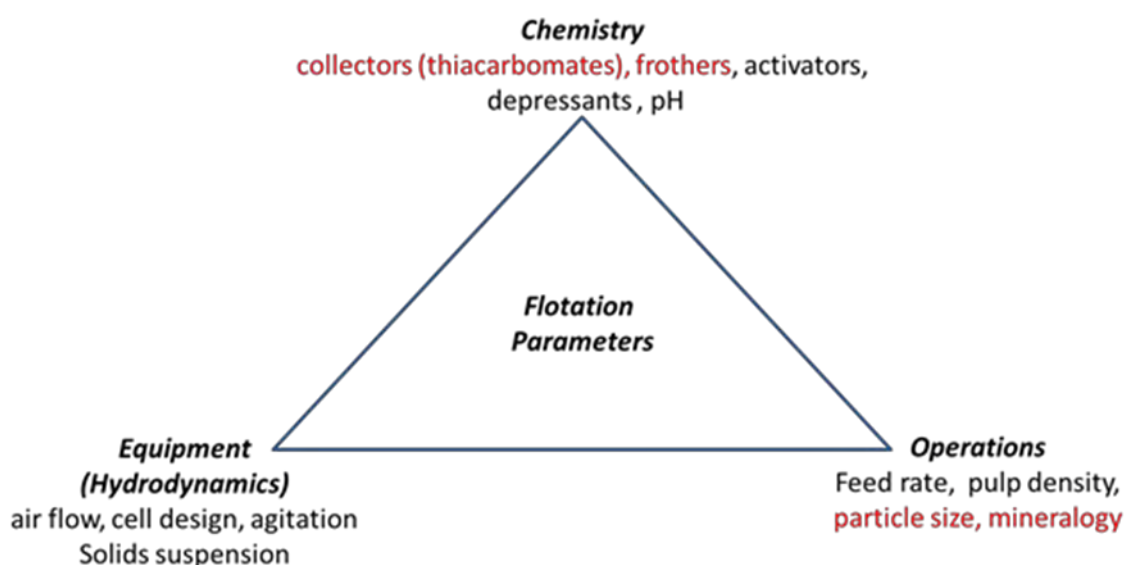 Chemistry
collectors (thiacarbomates), frothers, activators,
depressants , pH
Flotation
Parameters
Equipment
(Hydrodynamics)
air flow, cell design, agitation
Solids suspension
Operations
Feed rate, pulp density,
particle size, mineralogy